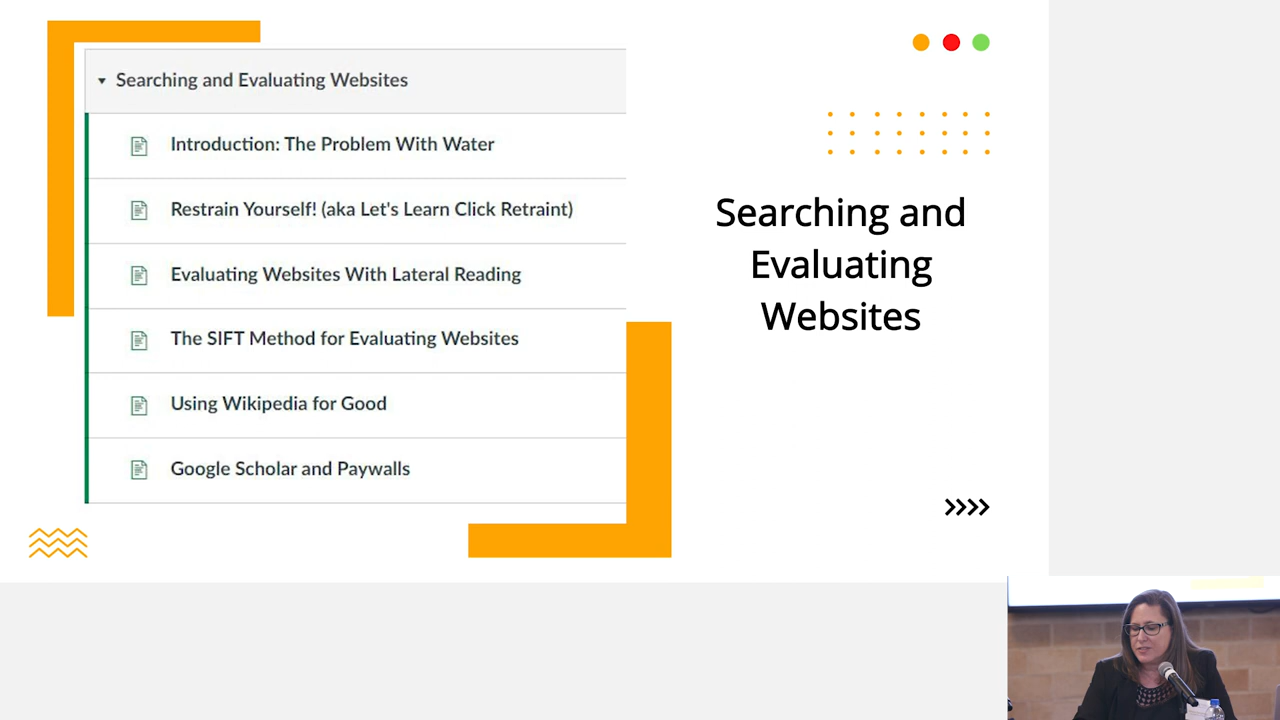 Searching and Evaluating Websites
Introduction: The Problem With Water
Restrain Yourself! (aka Let's Learn Click Retraint)
Evaluating Websites With Lateral Reading
The SIFT Method for Evaluating Websites
Using Wikipedia for Good
Google Scholar and Paywalls
Searching and
Evaluating
Websites